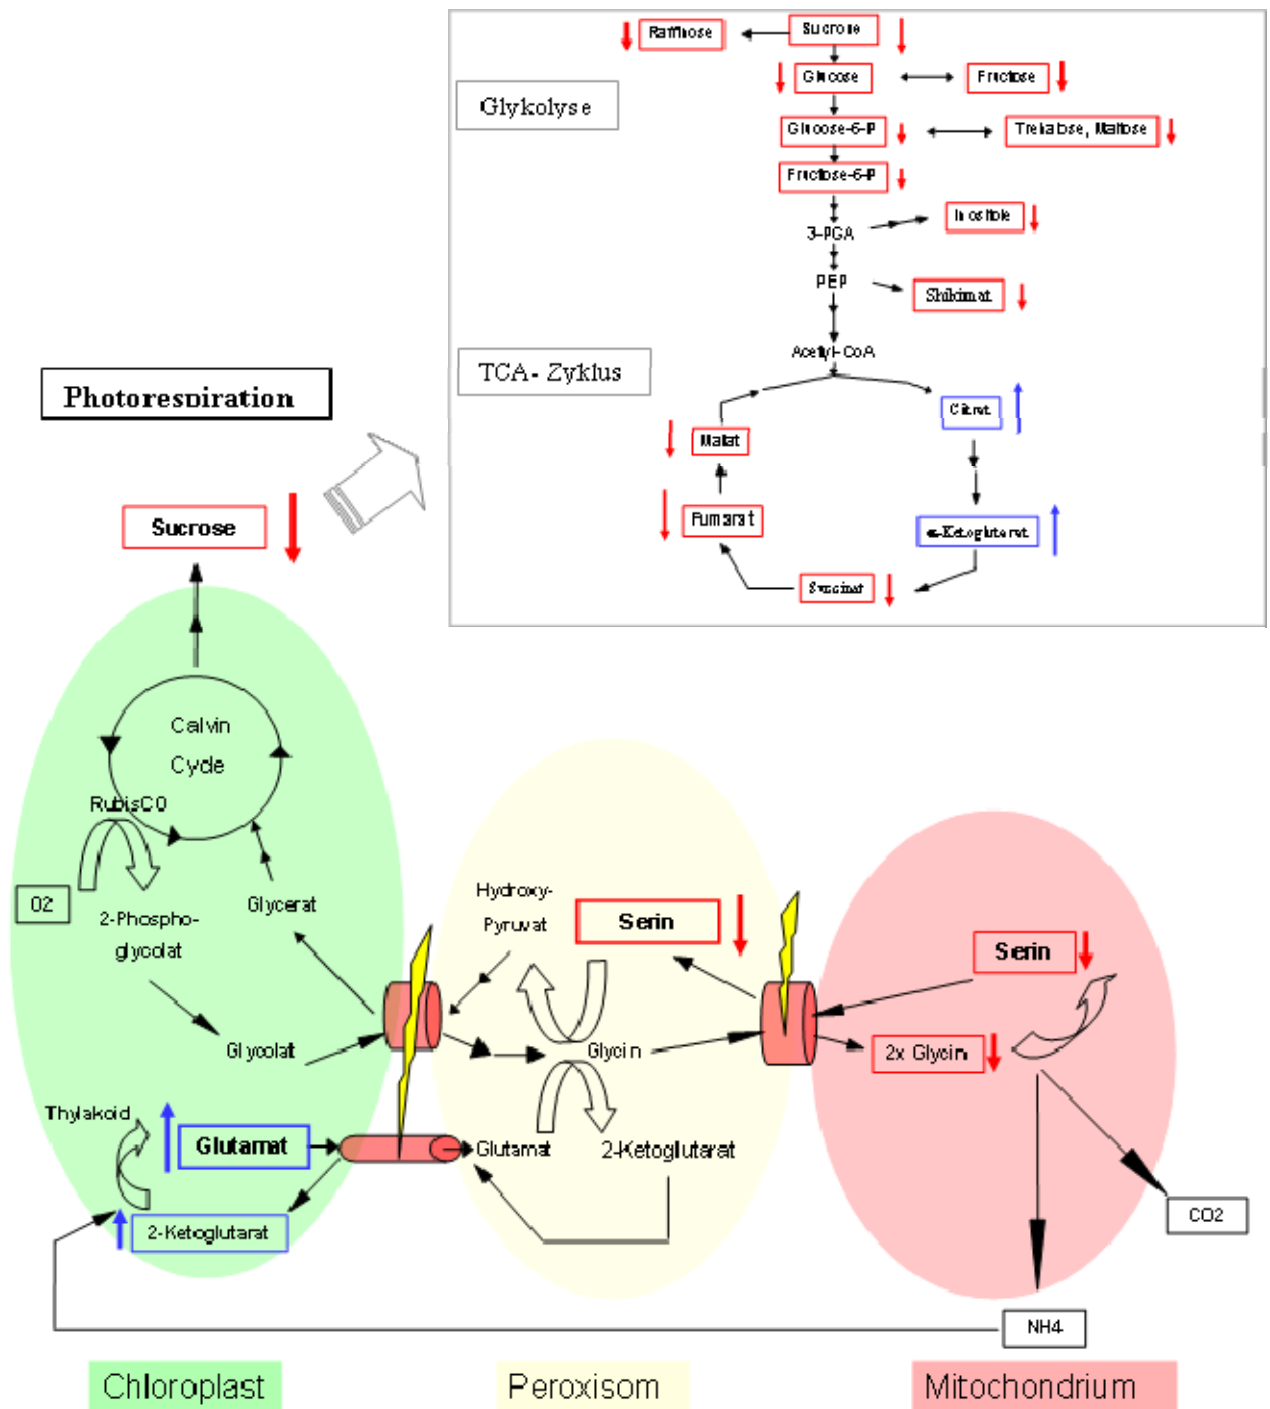 Raffinose
Sucrose
Glucose
Fructose
Glykolyse
Glucose-6-P
Trehalose, Maltose
Fructose-6-P
Inositole
3-PGA
PEP
Shikimat
Acetyl-CoA
TCA- Zyklus
Photorespiration
Citrat
Malat
Fumarat
α-Ketoglutarat
Succinat
Sucrose
Calvin
Cycle
RubisCO
O2
2-Phospho-
glycolat
Glycerat
Hydroxy-
Pyruvat
Serin
Serin
Glycolat
Glycin
2x Glycin
Thylakoid
Glutamat
Glutamat
2-Ketoglutarat
2-Ketoglutarat
CO2
NH4
Chloroplast
Peroxisom
Mitochondrium